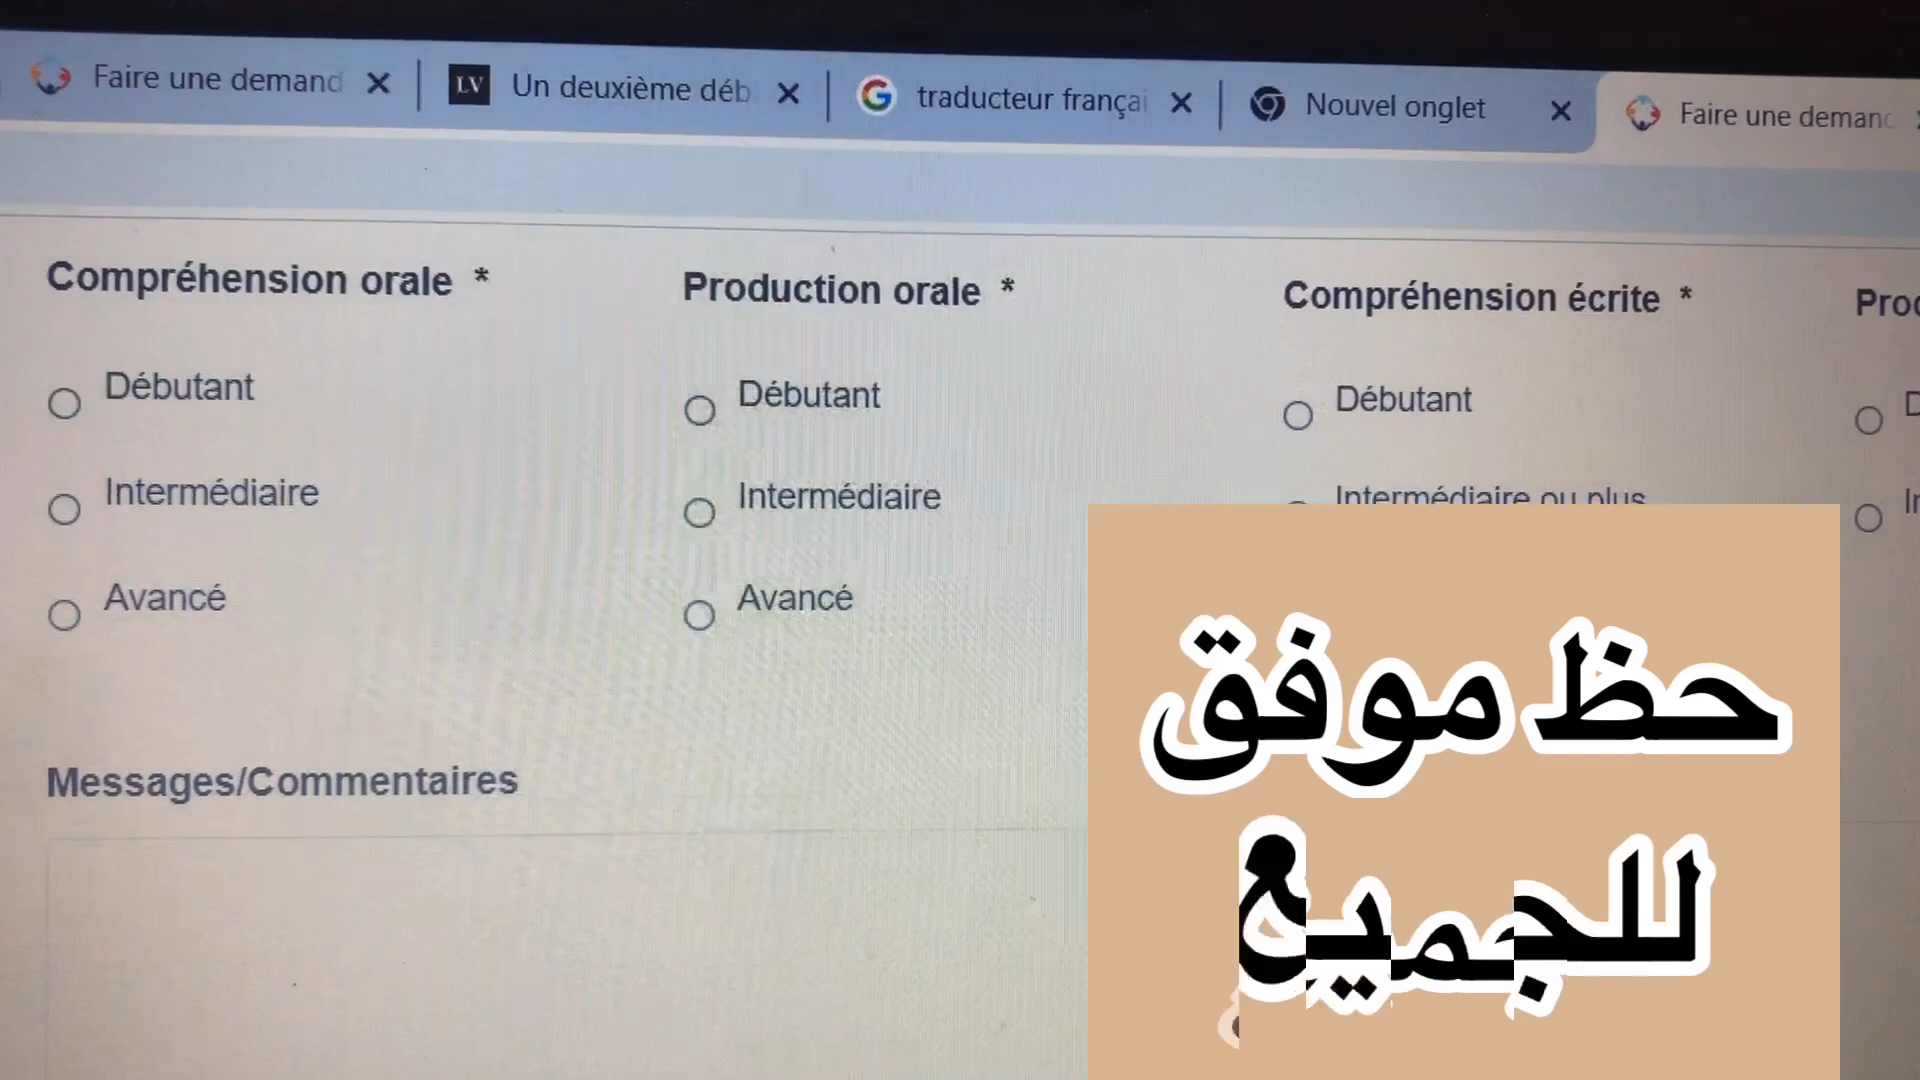 Faire une demand
LV
Un deuxième déb
traducteur françai
Nouvel onglet
Faire une demanc
Compréhension orale *
Débutant
Intermédiaire
Avancé
Production orale *
Débutant
Intermédiaire
Avancé
Compréhension écrite *
Débutant
Intermédiaire ou plus
Messages/Commentaires
حظ موفق
للجميع